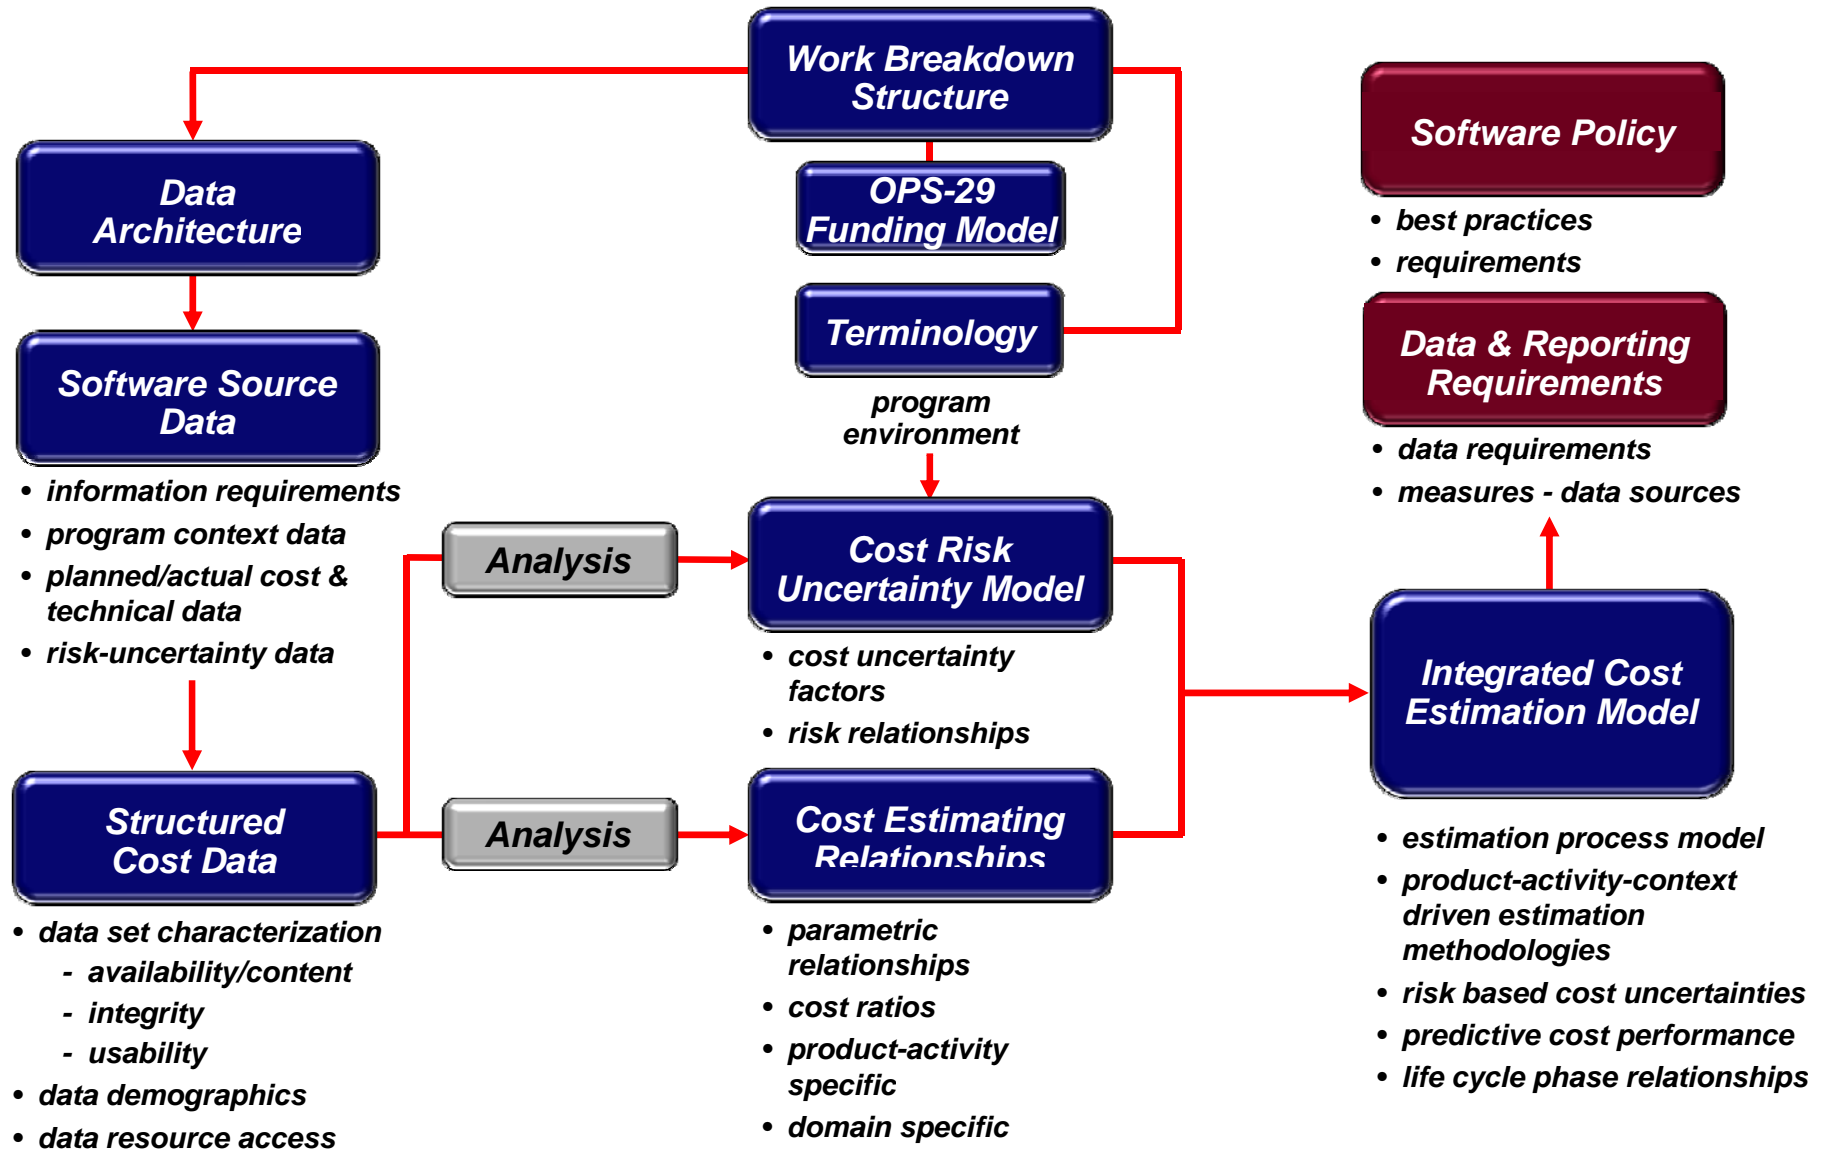 Work Breakdown
Structure
OPS-29
Funding Model
Terminology
program
environment
Data
Architecture
Software Source
Data
• information requirements
• program context data
• planned/actual cost &
technical data
• risk-uncertainty data
Structured
Cost Data
• data set characterization
- availability/content
- integrity
- usability
• data demographics
• data resource access
Analysis
Analysis
Cost Risk
Uncertainty Model
• cost uncertainty
factors
• risk relationships
Cost Estimating
Relationships
• parametric
relationships
• cost ratios
• product-activity
specific
• domain specific
Software Policy
• best practices
• requirements
Data & Reporting
Requirements
• data requirements
• measures - data sources
Integrated Cost
Estimation Model
• estimation process model
• product-activity-context
driven estimation
methodologies
• risk based cost uncertainties
• predictive cost performance
• life cycle phase relationships